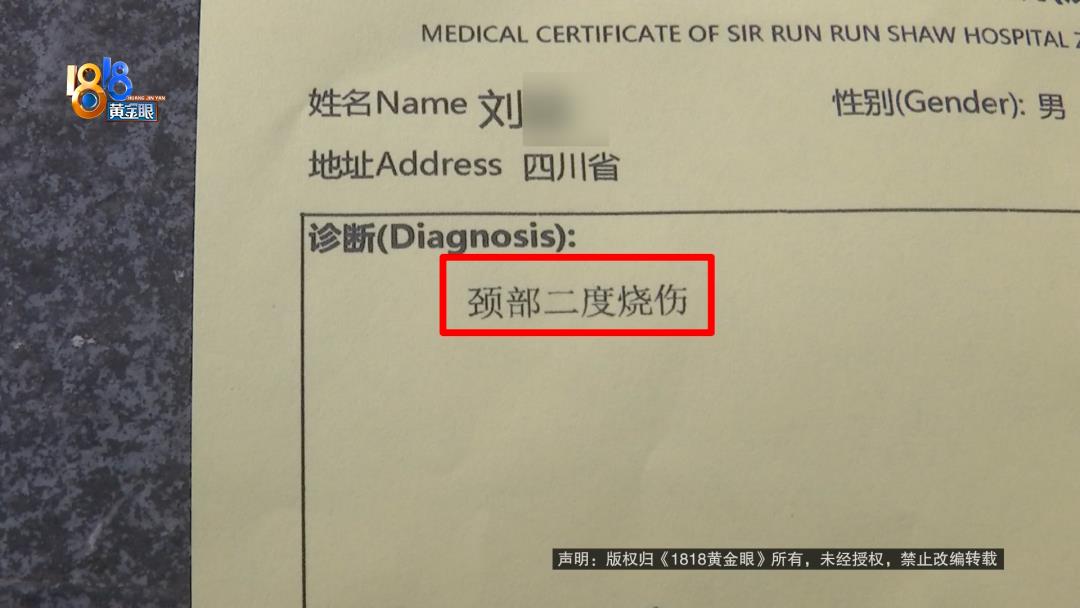 MEDICAL CERTIFICATE OF SIR RUN RUN SHAW HOSPITAL
1818
HUANG JIN YAN
黄金眼
姓名Name 刘
性别(Gender): 男
地址Address 四川省
诊断(Diagnosis):
颈部二度烧伤
声明：版权归《1818黄金眼》所有，未经授权，禁止改编转载